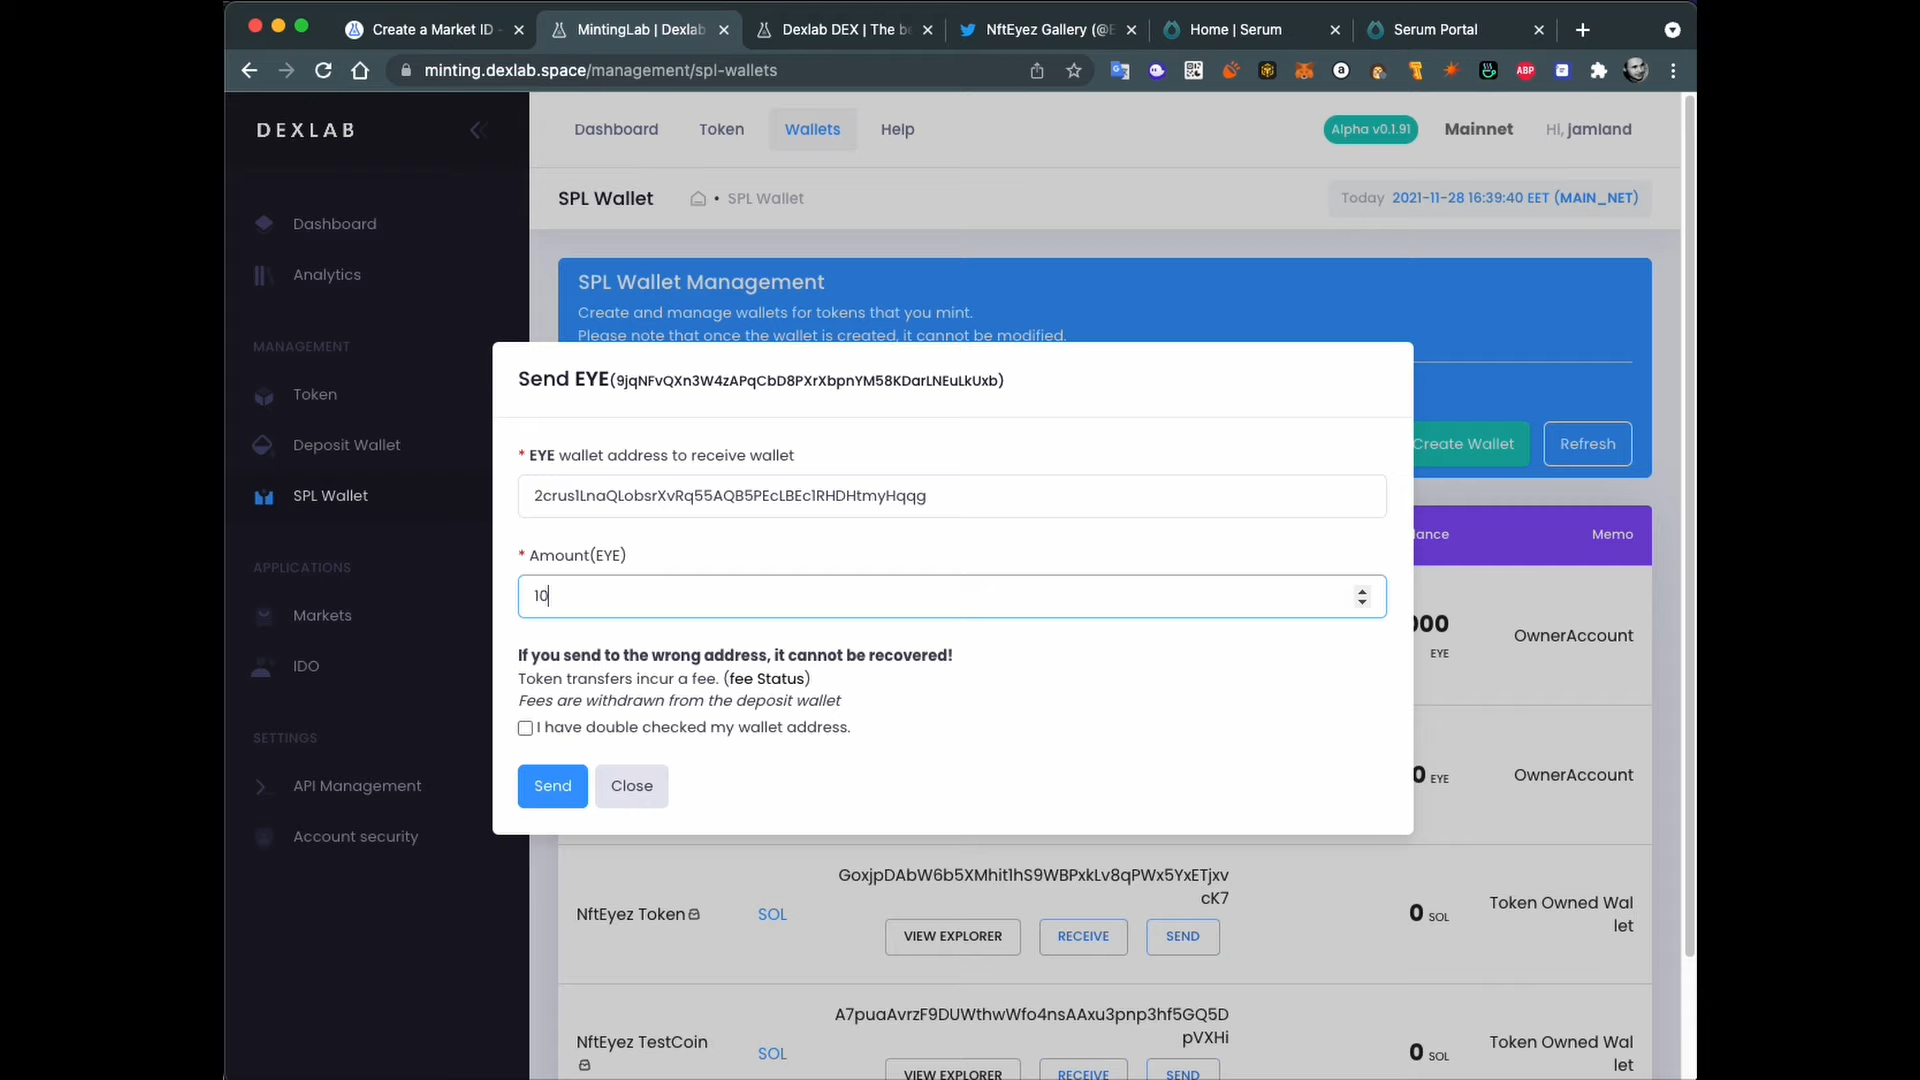 Create a Market ID -
MintingLab | Dexlab
Dexlab DEX | The be
NftEyez Gallery (@E
Home | Serum
Serum Portal
minting.dexlab.space/management/spl-wallets
DEXLAB
Dashboard
Token
Wallets
Help
Alpha v0.1.91
Mainnet
Hi, jamland
SPL Wallet
SPL Wallet
Today 2021-11-28 16:39:40 EET (MAIN_NET)
Dashboard
Analytics
MANAGEMENT
Token
Deposit Wallet
SPL Wallet
APPLICATIONS
Markets
IDO
SETTINGS
API Management
Account security
SPL Wallet Management
Create and manage wallets for tokens that you mint.
Please note that once the wallet is created, it cannot be modified.
Create Wallet
Refresh
Send EYE(9jqNFvQXn3W4zAPqCbD8PXrXbpnYM58KDarLNEuLkUxb)
* EYE wallet address to receive wallet
2crus1LnaQLobsrXvRq55AQB5PEcLBEc1RHDHtmyHqqg
* Amount(EYE)
10
If you send to the wrong address, it cannot be recovered!
Token transfers incur a fee. (fee Status)
Fees are withdrawn from the deposit wallet
I have double checked my wallet address.
Send
Close
lance
Memo
000
EYE
OwnerAccount
0 EYE
OwnerAccount
NftEyez Token
SOL
GoxjpDAbW6b5XMhit1hS9WBPxkLv8qPWx5YxETjxv
cK7
VIEW EXPLORER
RECEIVE
SEND
0 SOL
Token Owned Wal
let
NftEyez TestCoin
SOL
A7puaAvrzF9DUWthwWfo4nsAAxu3pnp3hf5GQ5D
pVXHi
VIEW EXPLORER
RECEIVE
SEND
0 SOL
Token Owned Wal
let